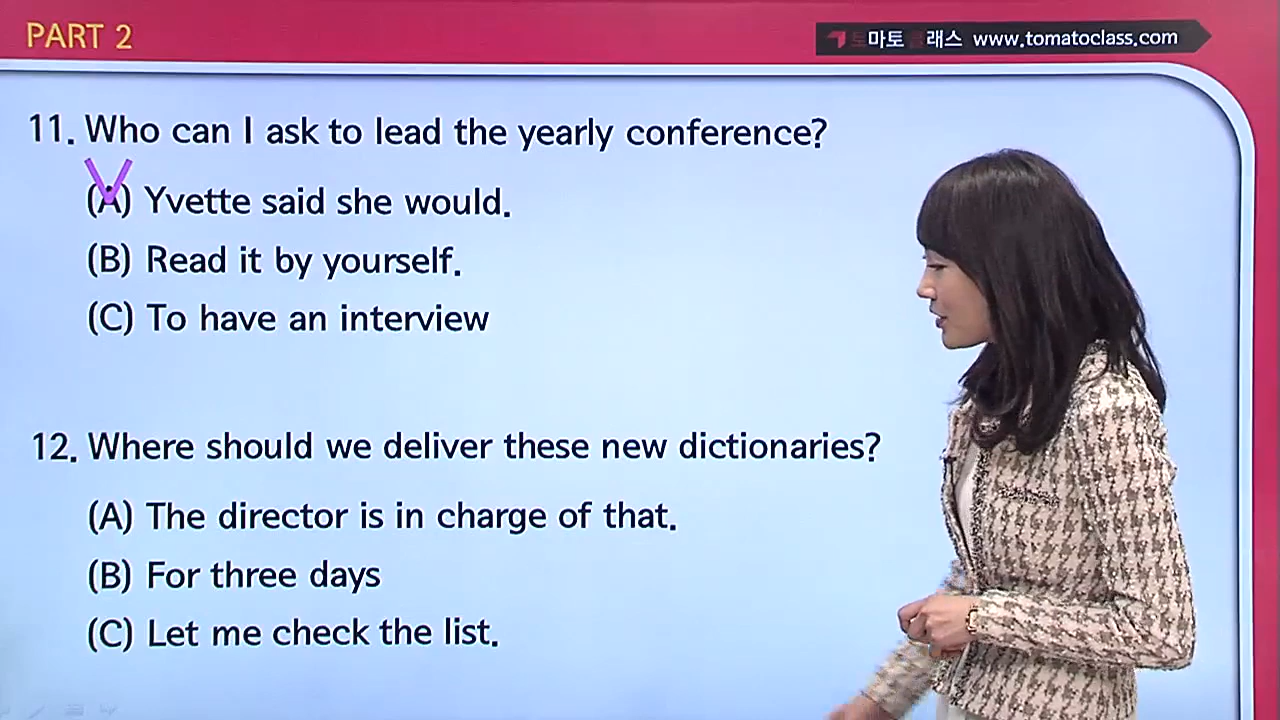 PART 2
토마토클래스 www.tomatoclass.com
11. Who can I ask to lead the yearly conference?
(A) Yvette said she would.
(B) Read it by yourself.
(C) To have an interview
12. Where should we deliver these new dictionaries?
(A) The director is in charge of that.
(B) For three days
(C) Let me check the list.